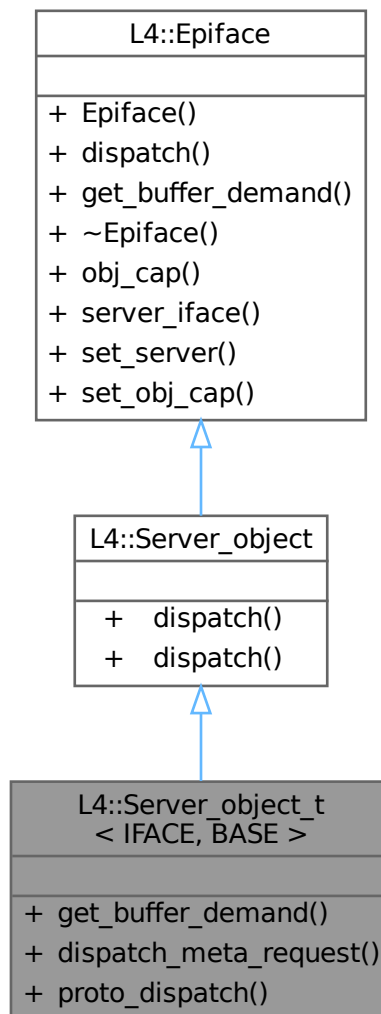 L4::Epiface
+ Epiface()
+ dispatch()
+ get_buffer_demand()
+ ~Epiface()
+ obj_cap()
+ server_iface()
+ set_server()
+ set_obj_cap()
L4::Server_object
+ dispatch()
+ dispatch()
L4::Server_object_t
< IFACE, BASE >
+ get_buffer_demand()
+ dispatch_meta_request()
+ proto_dispatch()